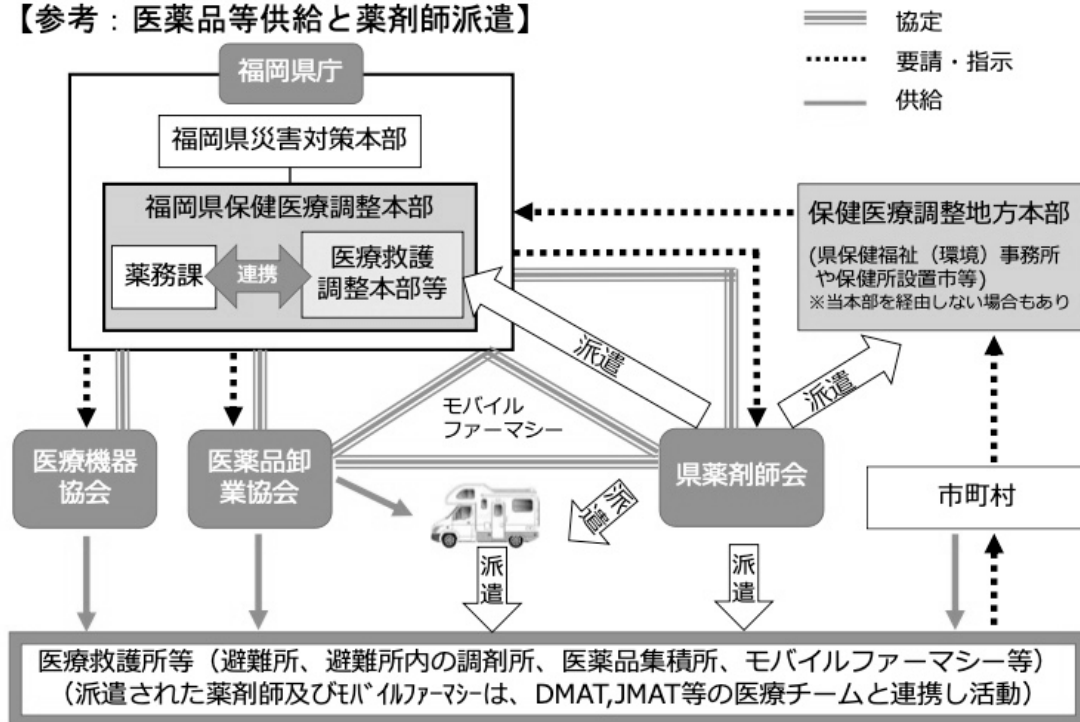 【参考：医薬品等供給と薬剤師派遣】
協定
要請・指示
供給
福岡県庁
福岡県災害対策本部
福岡県保健医療調整本部
薬務課
連携
医療救護
調整本部等
保健医療調整地方本部
(県保健福祉（環境）事務所
や保健所設置市等)
※当本部を経由しない場合もあり
派遣
派遣
モバイル
ファーマシー
医療機器
協会
医薬品卸
業協会
県薬剤師会
市町村
派遣
派遣
派遣
医療救護所等（避難所、避難所内の調剤所、医薬品集積所、モバイルファーマシー等）
（派遣された薬剤師及びﾓﾊﾞｲﾙﾌｧｰﾏｼｰは、DMAT,JMAT等の医療チームと連携し活動）